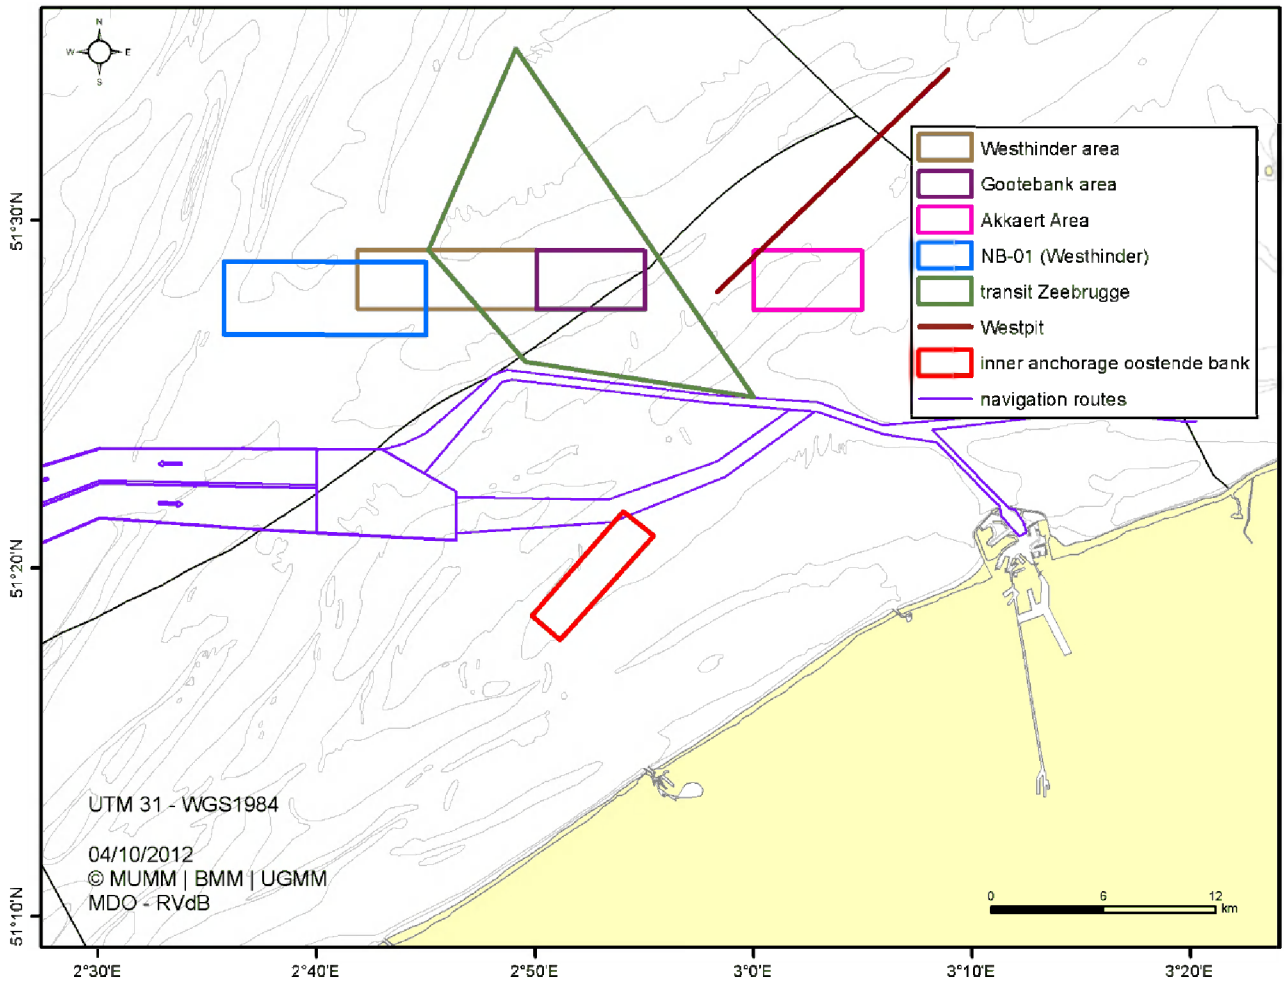 N
W E
S
Westhinder area
Gootebank area
Akkaert Area
NB-01 (Westhinder)
transit Zeebrugge
Westpit
inner anchorage oostende bank
navigation routes
51°30'N
51°20'N
51°10'N
UTM 31 - WGS1984
04/10/2012
© MUMM | BMM | UGMM
MDO - RVdB
0 6 12
km
2°30'E 2°40'E 2°50'E 3°0'E 3°10'E 3°20'E